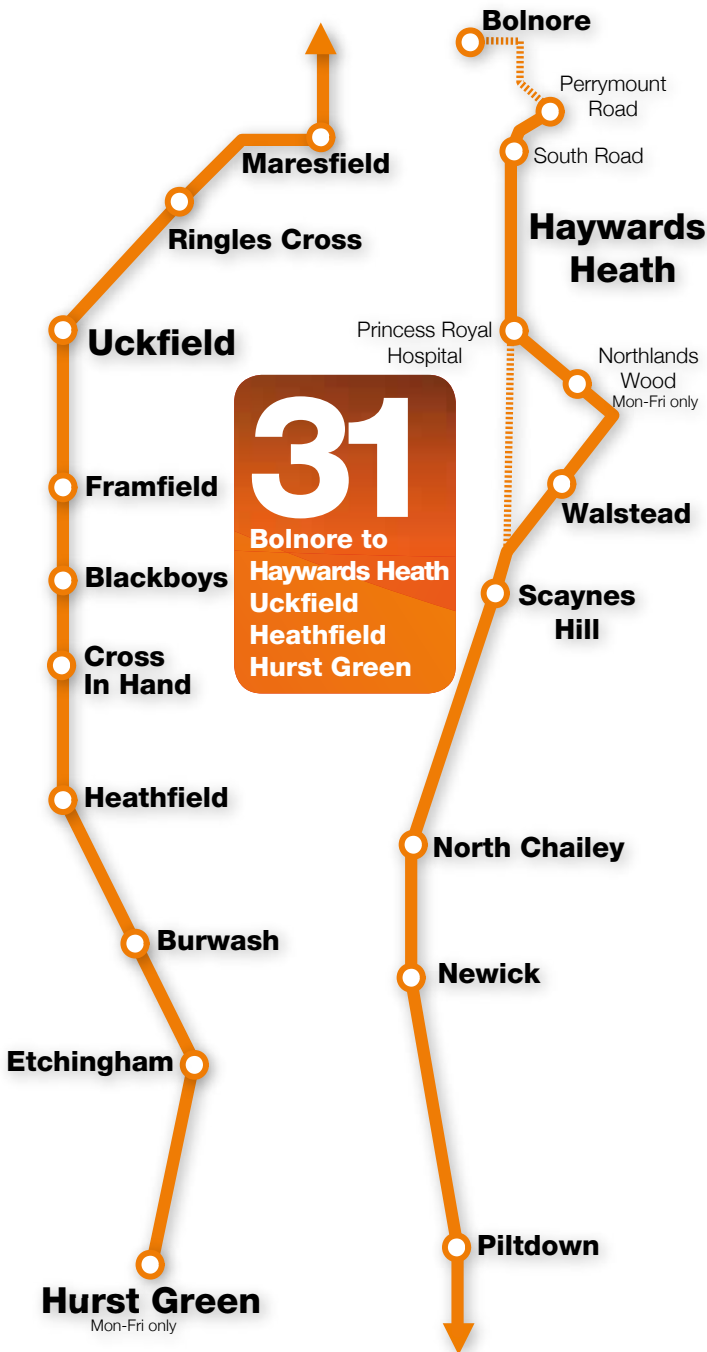 Bolnore
Perrymount
Road
South Road
Haywards
Heath
Princess Royal
Hospital
Northlands
Wood
Mon-Fri only
Walstead
Scaynes
Hill
North Chailey
Newick
Piltdown
Maresfield
Ringles Cross
Uckfield
Framfield
Blackboys
Cross
In Hand
Heathfield
Burwash
Etchingham
Hurst Green
Mon-Fri only
31
Bolnore to
Haywards Heath
Uckfield
Heathfield
Hurst Green